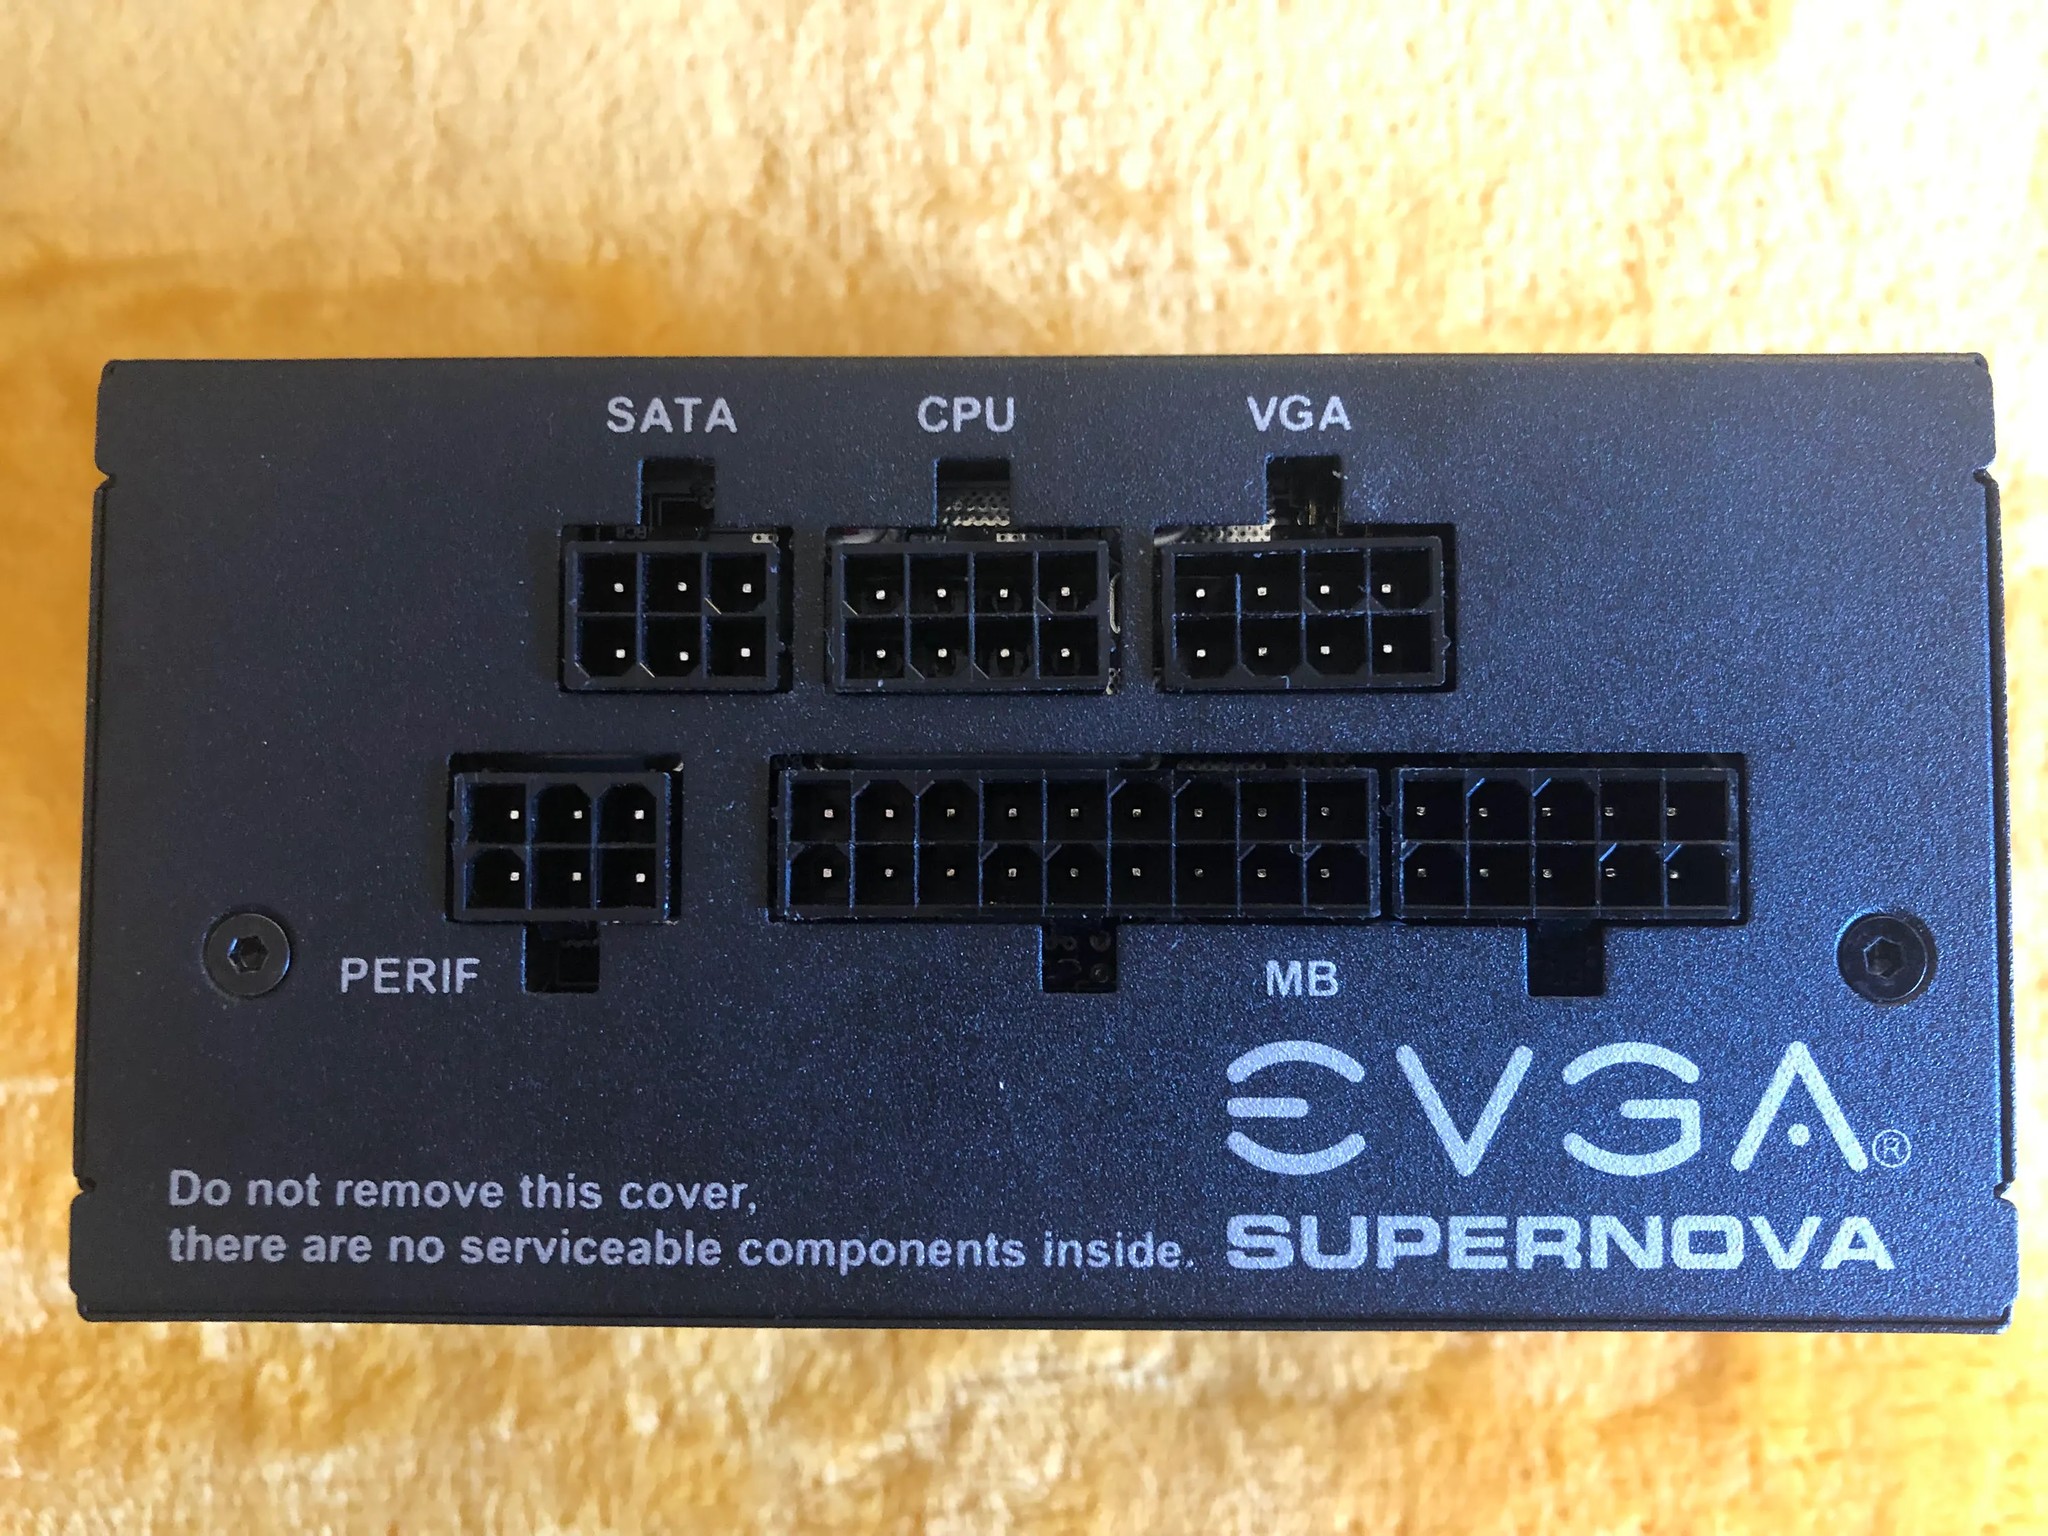 SATA CPU VGA
PERIF MB
EVGA®
SUPERNOVA
Do not remove this cover,
there are no serviceable components inside.